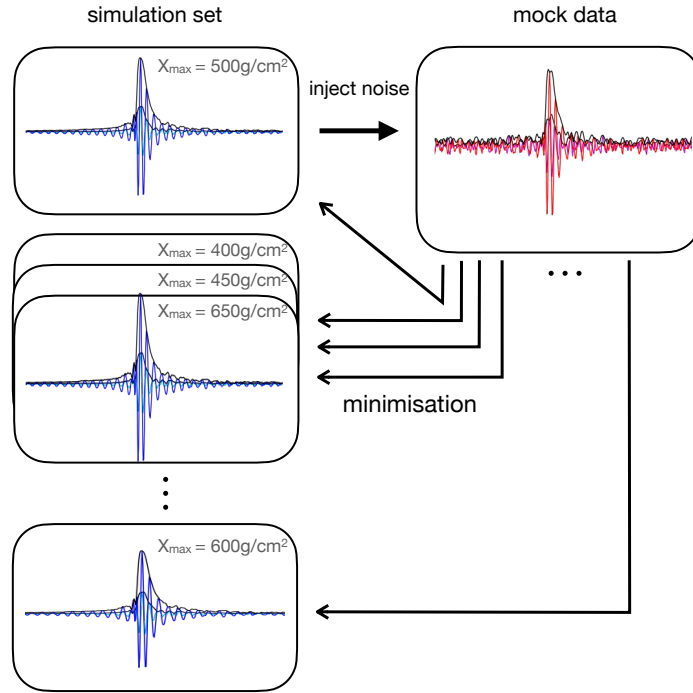 simulation set
mock data
Xmax = 500g/cm²
inject noise
Xmax = 400g/cm²
Xmax = 450g/cm²
Xmax = 650g/cm²
minimisation
Xmax = 600g/cm²